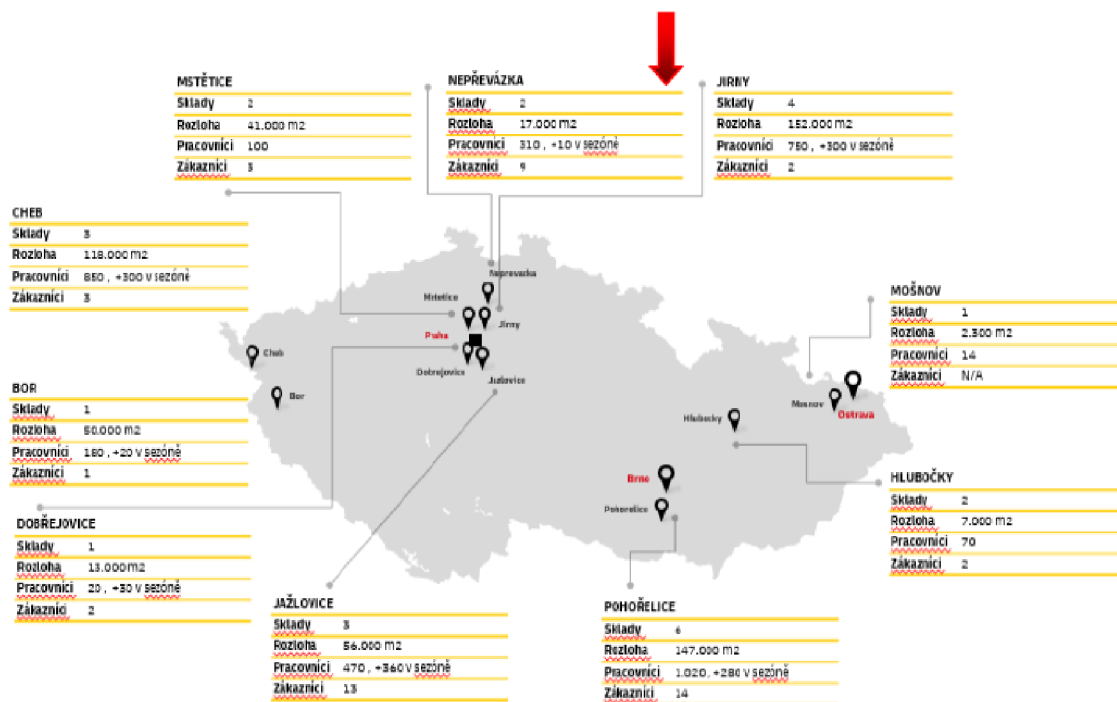 MSTĚTICE
Sklady 2
Rozloha 41.000 m2
Pracovníci 100
Zákazníci 3
NEPŘEVÁZKA
Sklady 2
Rozloha 17.000 m2
Pracovníci 310 , +10 v sezóně
Zákazníci 9
JIRNY
Sklady 4
Rozloha 152.000 m2
Pracovníci 750 , +300 v sezóně
Zákazníci 2
CHEB
Sklady 3
Rozloha 118.000 m2
Pracovníci 850 , +300 v sezóně
Zákazníci 3
BOR
Sklady 1
Rozloha 50.000 m2
Pracovníci 180 , +20 v sezóně
Zákazníci 1
DOBŘEJOVICE
Sklady 1
Rozloha 13.000m2
Pracovníci 20 , +30 v sezóně
Zákazníci 2
JAŽLOVICE
Sklady 3
Rozloha 56.000 m2
Pracovníci 470 , +360 v sezóně
Zákazníci 13
POHOŘELICE
Sklady 6
Rozloha 147.000 m2
Pracovníci 1.020, +280 v sezóně
Zákazníci 14
MOŠNOV
Sklady 1
Rozloha 2.300 m2
Pracovníci 14
Zákazníci N/A
HLUBOČKY
Sklady 2
Rozloha 7.000 m2
Pracovníci 70
Zákazníci 2
Neprevazka
Mstetice
Jirny
Praha
Dobrejovice
Jazlovice
Cheb
Bor
Hlubocky
Mosnov
Ostrava
Brno
Pohorelice